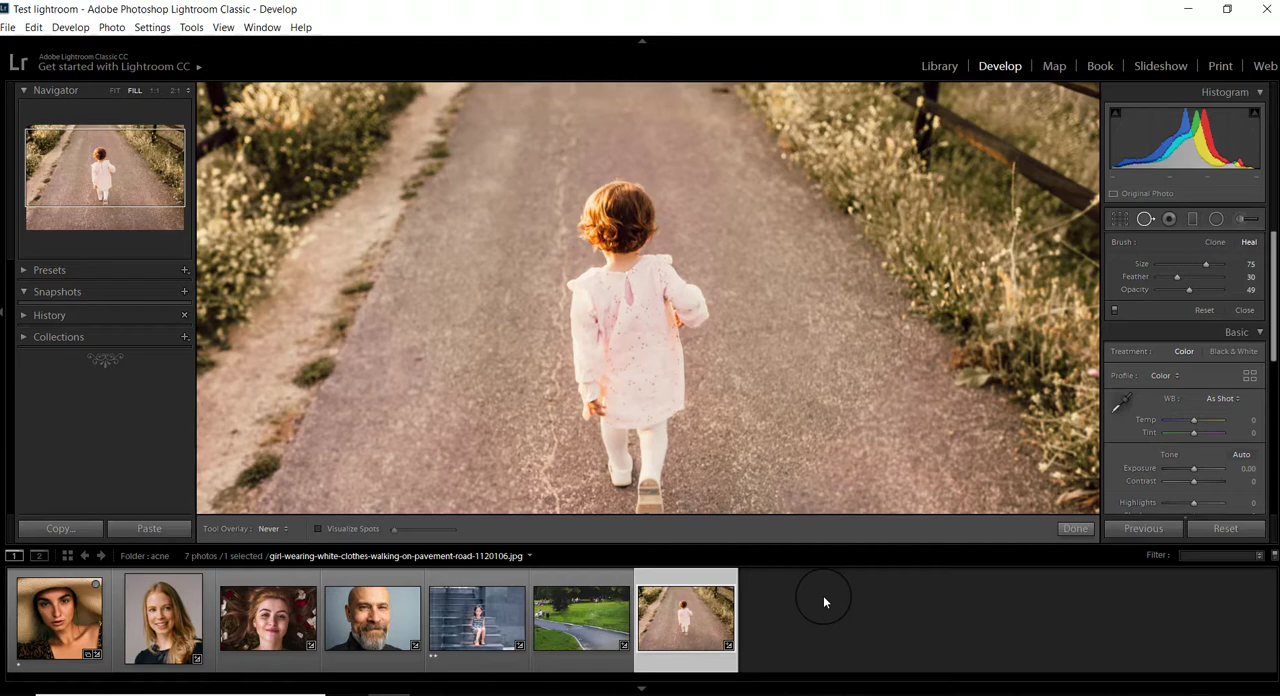 Test lightroom - Adobe Photoshop Lightroom Classic - Develop
File Edit Develop Photo Settings Tools View Window Help
Lr Adobe Lightroom Classic CC
Get started with Lightroom CC
Library | Develop | Map | Book | Slideshow | Print | Web
Navigator FIT FILL 1:1 2:1
Histogram
Original Photo
Brush : Clone Heal
Size 75
Feather 30
Opacity 49
Reset Close
Presets
Snapshots
History
Collections
Basic
Treatment : Color Black & White
Profile : Color
WB : As Shot
Temp 0
Tint 0
Tone Auto
Exposure 0.00
Contrast 0
Highlights 0
Copy... Paste
Tool Overlay : Never Visualize Spots Done
Previous Reset
1 2 Folder : acne 7 photos / 1 selected / girl-wearing-white-clothes-walking-on-pavement-road-1120106.jpg Filter :